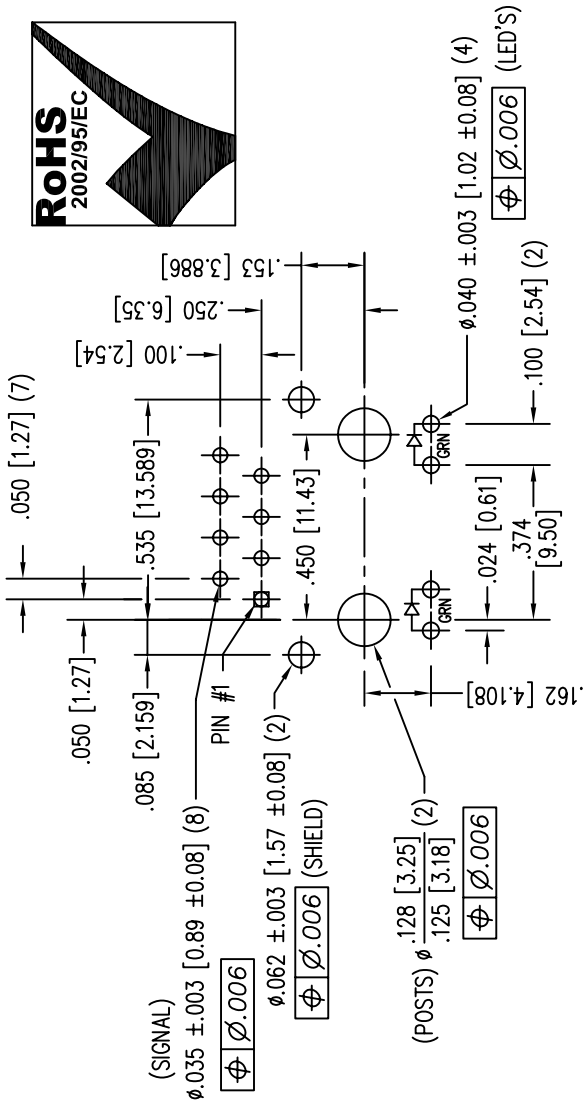 RoHS
2002/95/EC
.050 [1.27] (7)
.050 [1.27]
.085 [2.159]
.535 [13.589]
.100 [2.54]
.250 [6.35]
.153 [3.886]
PIN #1
.450 [11.43]
(SIGNAL)
ø.035 ±.003 [0.89 ±0.08] (8)
⌖ Ø.006
ø.062 ±.003 [1.57 ±0.08] (2)
⌖ Ø.006 (SHIELD)
(POSTS) ø .128 [3.25] (2)
.125 [3.18]
⌖ Ø.006
.162 [4.108]
GRN
GRN
.024 [0.61]
.374
[9.50]
.100 [2.54] (2)
ø.040 ±.003 [1.02 ±0.08] (4)
⌖ Ø.006 (LED'S)